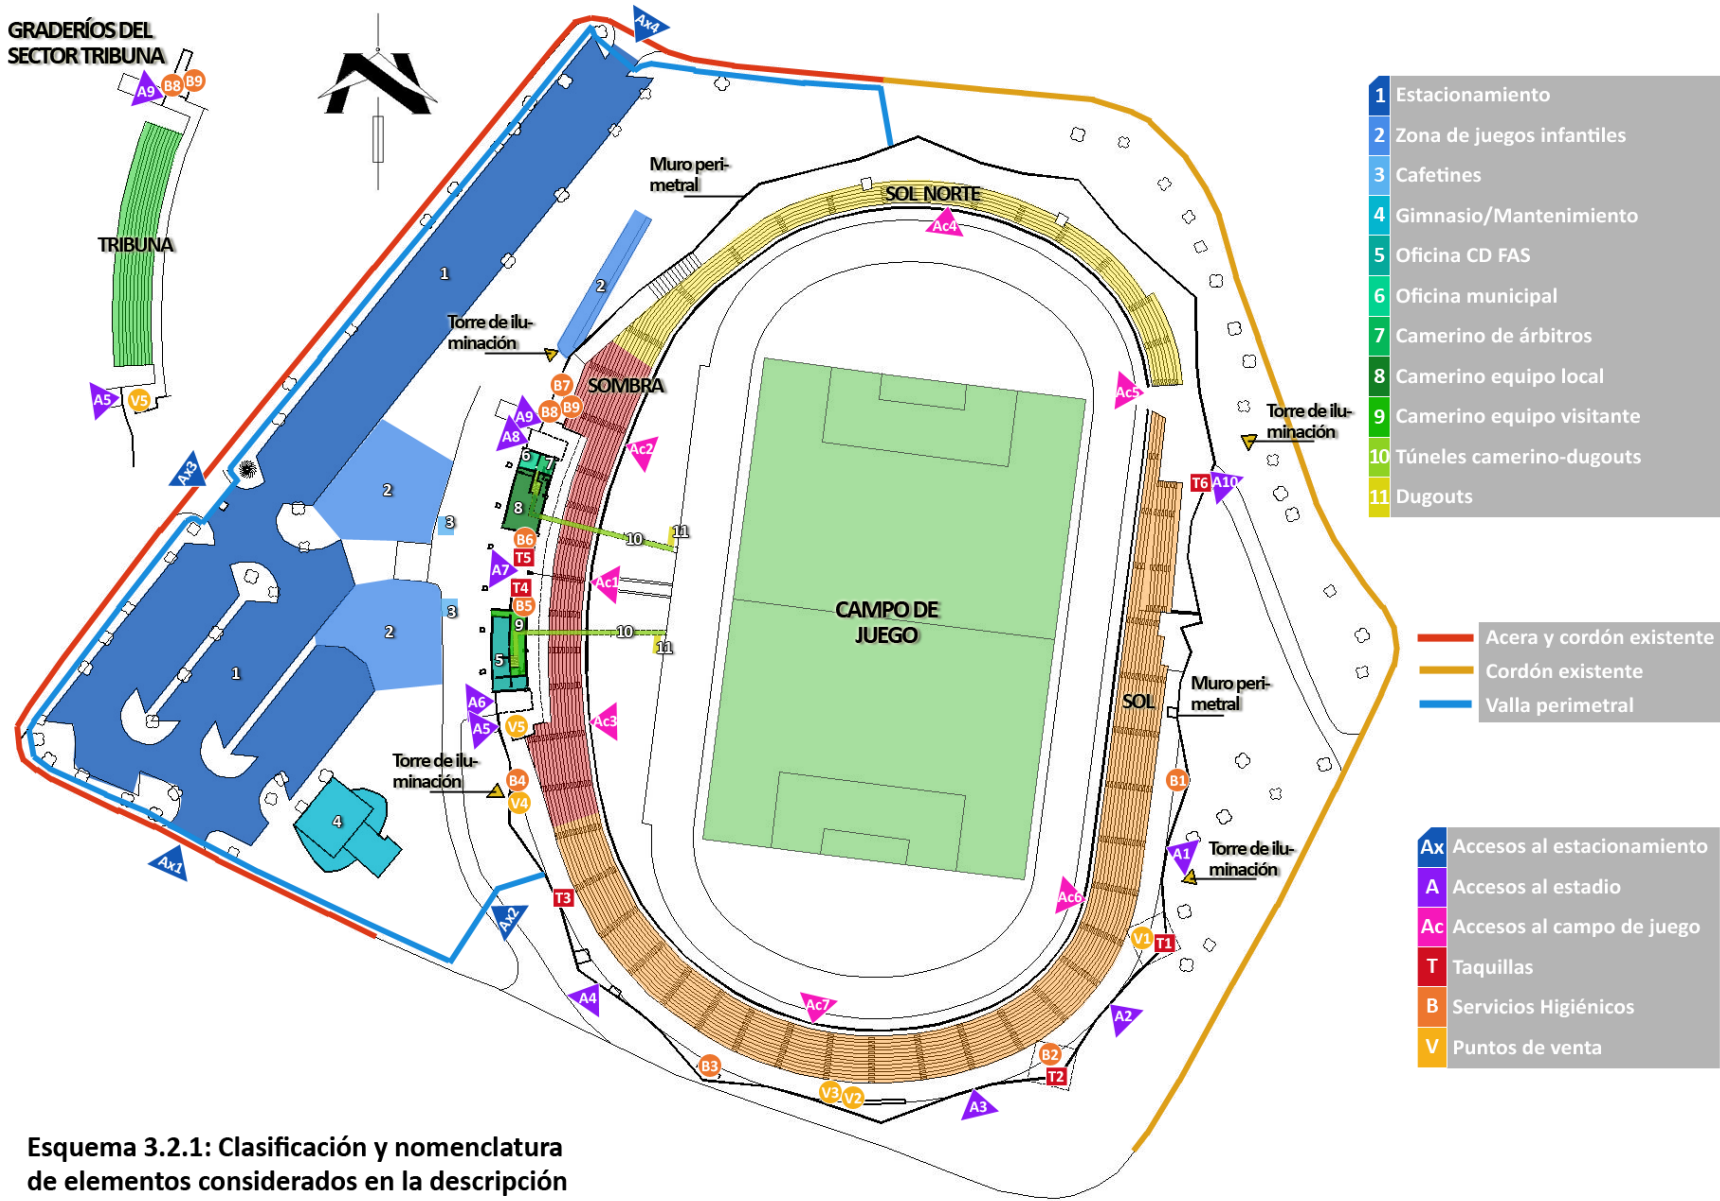 GRADERÍOS DEL
SECTOR TRIBUNA
A9
B8
B9
TRIBUNA
A5
V5
Ax4
Muro peri-
metral
SOL NORTE
Ac4
1
2
Torre de ilu-
minación
SOMBRA
B7
B8
B9
A9
A8
Ac2
Ac5
Torre de ilu-
minación
Ax3
6
7
8
2
3
10
11
T6
A10
B6
T5
A7
T4
B5
Ac1
CAMPO DE
JUEGO
3
2
9
10
11
5
1
A6
A5
V5
Ac3
SOL
Muro peri-
metral
Torre de ilu-
minación
B4
V4
B1
4
Ax1
A1
Torre de ilu-
minación
Ax2
T3
Ac6
V1
T1
A4
Ac7
A2
B3
B2
T2
V3
V2
A3
1 Estacionamiento
2 Zona de juegos infantiles
3 Cafetines
4 Gimnasio/Mantenimiento
5 Oficina CD FAS
6 Oficina municipal
7 Camerino de árbitros
8 Camerino equipo local
9 Camerino equipo visitante
10 Túneles camerino-dugouts
11 Dugouts
Acera y cordón existente
Cordón existente
Valla perimetral
Ax Accesos al estacionamiento
A Accesos al estadio
Ac Accesos al campo de juego
T Taquillas
B Servicios Higiénicos
V Puntos de venta
Esquema 3.2.1: Clasificación y nomenclatura
de elementos considerados en la descripción